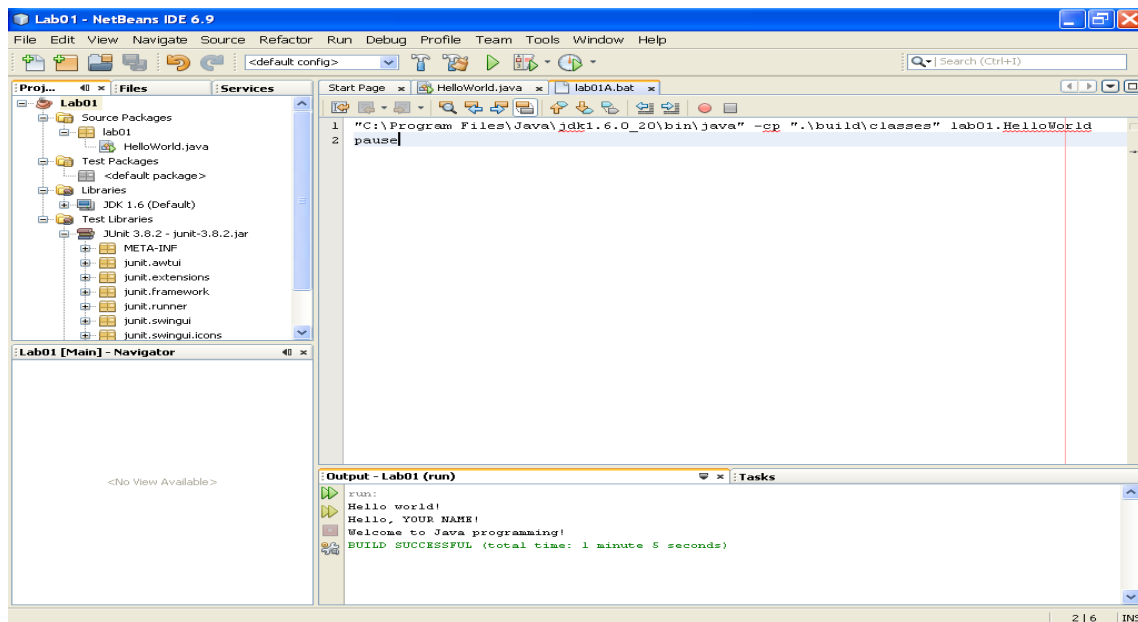 Lab01 - NetBeans IDE 6.9
File Edit View Navigate Source Refactor Run Debug Profile Team Tools Window Help
<default config>
Search (Ctrl+I)
Proj... Files Services
Lab01
Source Packages
lab01
HelloWorld.java
Test Packages
<default package>
Libraries
JDK 1.6 (Default)
Test Libraries
JUnit 3.8.2 - junit-3.8.2.jar
META-INF
junit.awtui
junit.extensions
junit.framework
junit.runner
junit.swingui
junit.swingui.icons
Lab01 [Main] - Navigator
<No View Available>
Start Page HelloWorld.java lab01A.bat
1 "C:\Program Files\Java\jdk1.6.0_20\bin\java" -cp ".\build\classes" lab01.HelloWorld
2 pause
Output - Lab01 (run) Tasks
run:
Hello world!
Hello, YOUR NAME!
Welcome to Java programming!
BUILD SUCCESSFUL (total time: 1 minute 5 seconds)
2|6 INS